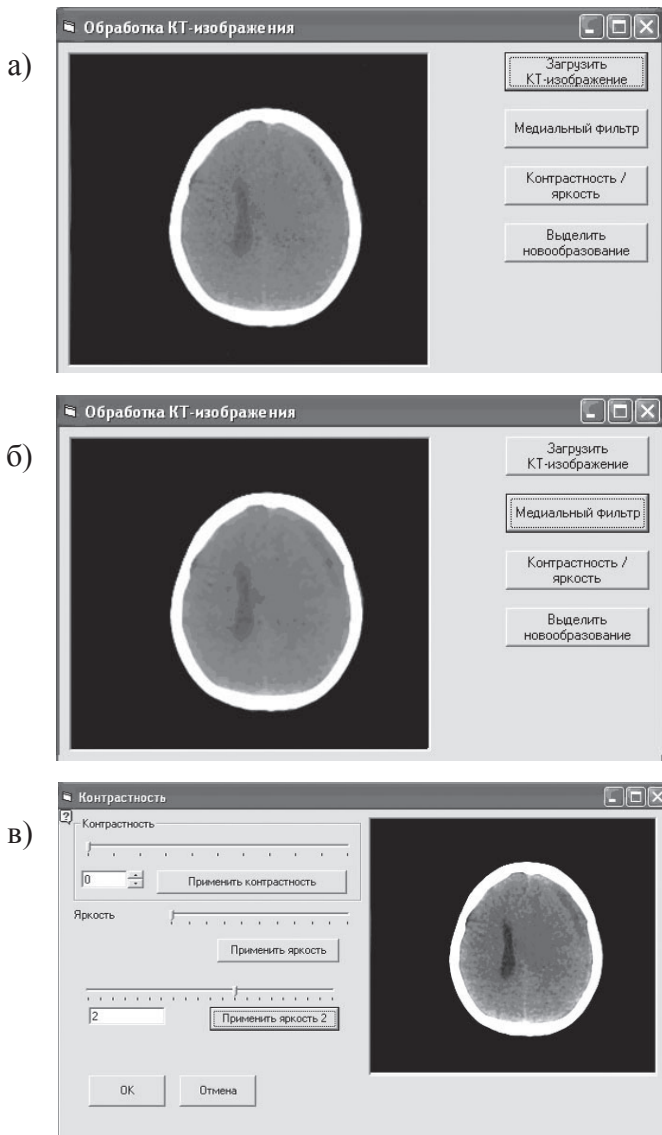 а)
Обработка КТ-изображения
Загрузить
КТ-изображение
Медиальный фильтр
Контрастность /
яркость
Выделить
новообразование
б)
Обработка КТ-изображения
Загрузить
КТ-изображение
Медиальный фильтр
Контрастность /
яркость
Выделить
новообразование
в)
Контрастность
?
Контрастность
0
Применить контрастность
Яркость
Применить яркость
2
Применить яркость 2
OK
Отмена